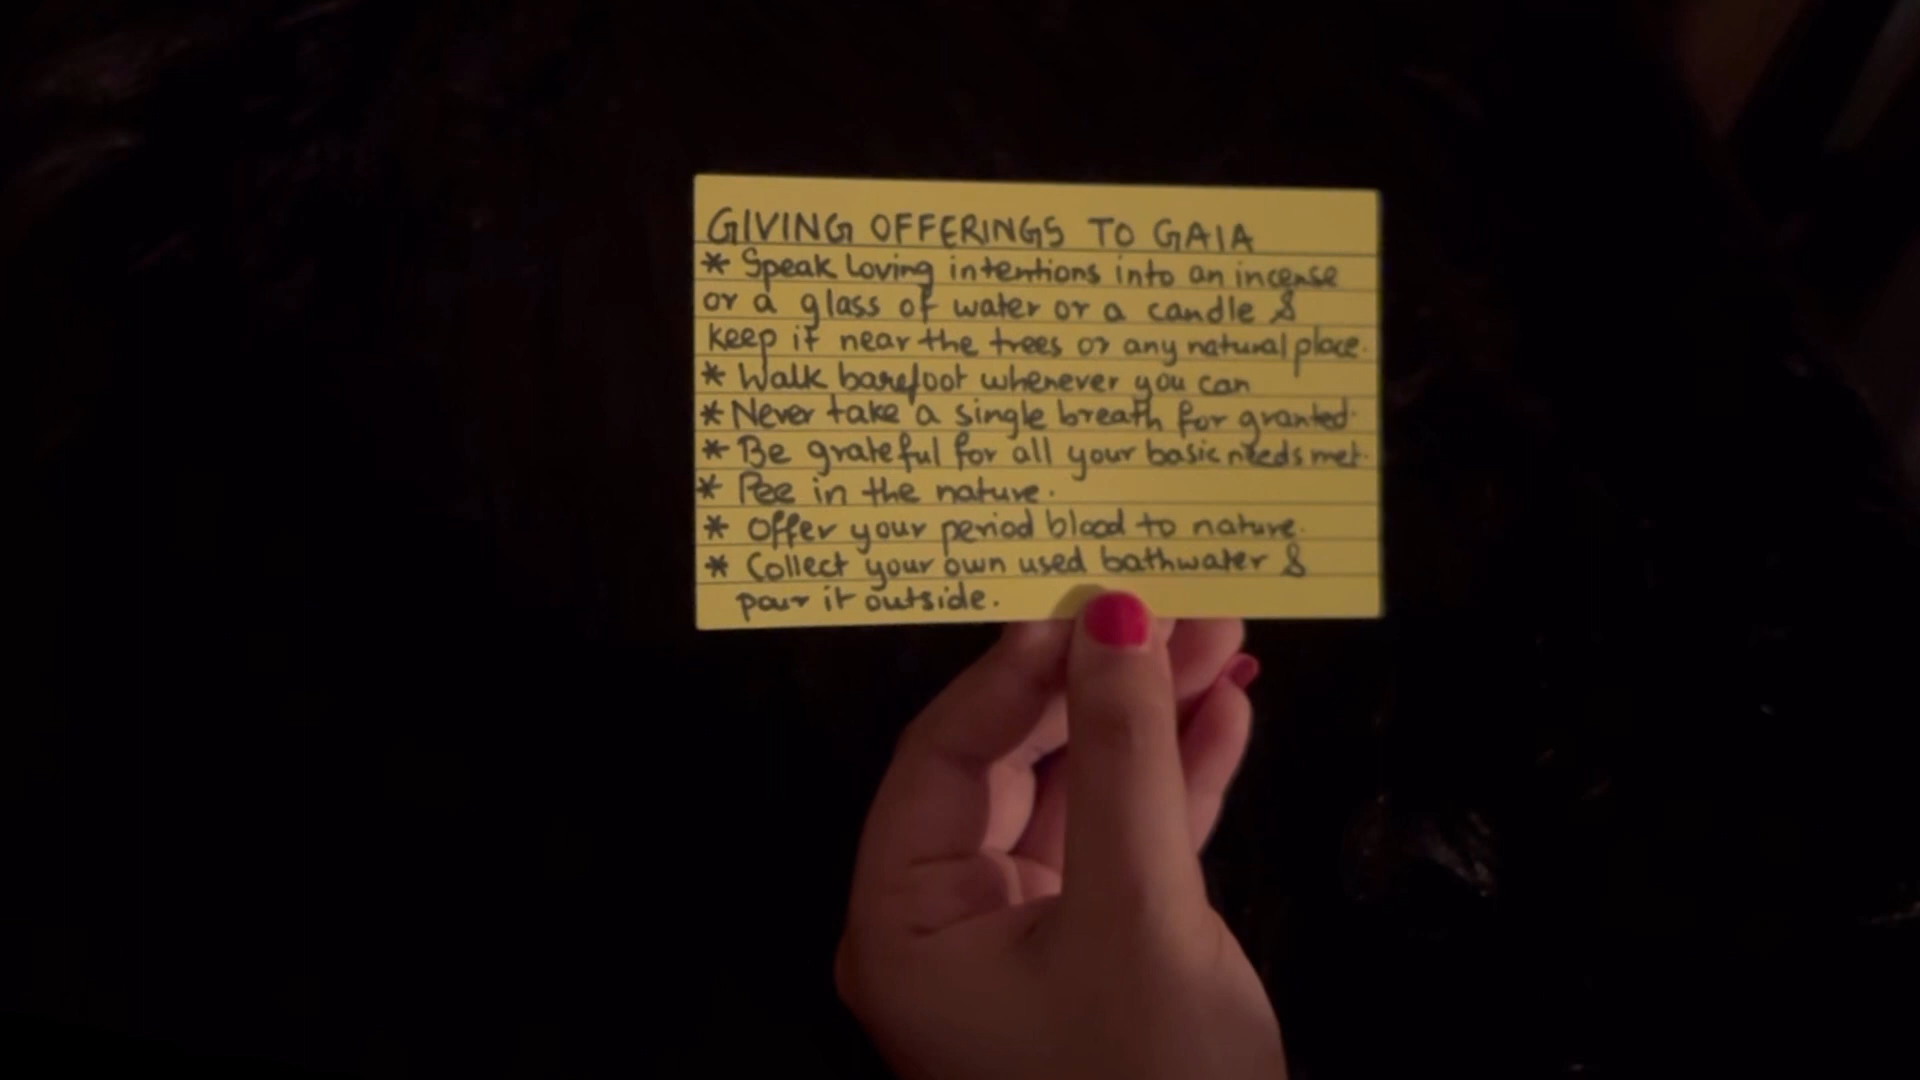 GIVING OFFERINGS TO GAIA
* Speak loving intentions into an incense
or a glass of water or a candle &
keep it near the trees or any natural place.
* Walk barefoot whenever you can
* Never take a single breath for granted.
* Be grateful for all your basic needs met.
* Pee in the nature.
* Offer your period blood to nature.
* Collect your own used bathwater &
pour it outside.